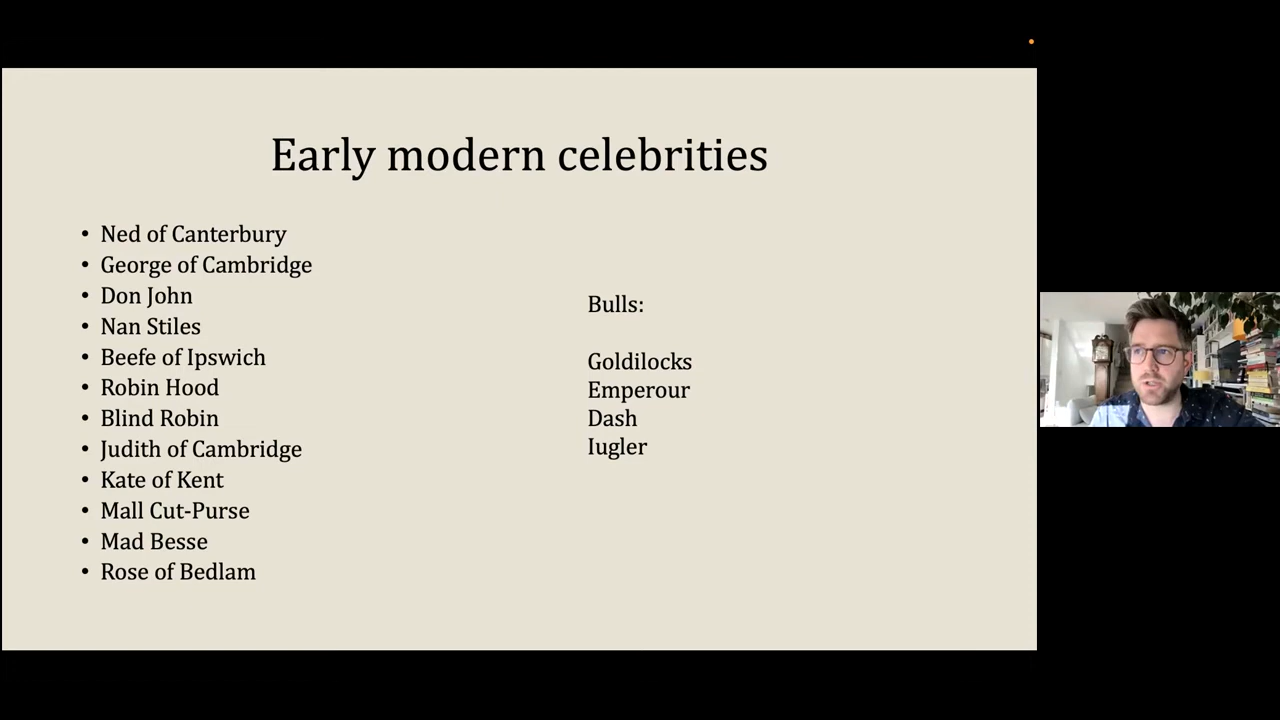 Early modern celebrities
• Ned of Canterbury
• George of Cambridge
• Don John
• Nan Stiles
• Beefe of Ipswich
• Robin Hood
• Blind Robin
• Judith of Cambridge
• Kate of Kent
• Mall Cut-Purse
• Mad Besse
• Rose of Bedlam
Bulls:
Goldilocks
Emperour
Dash
Iugler